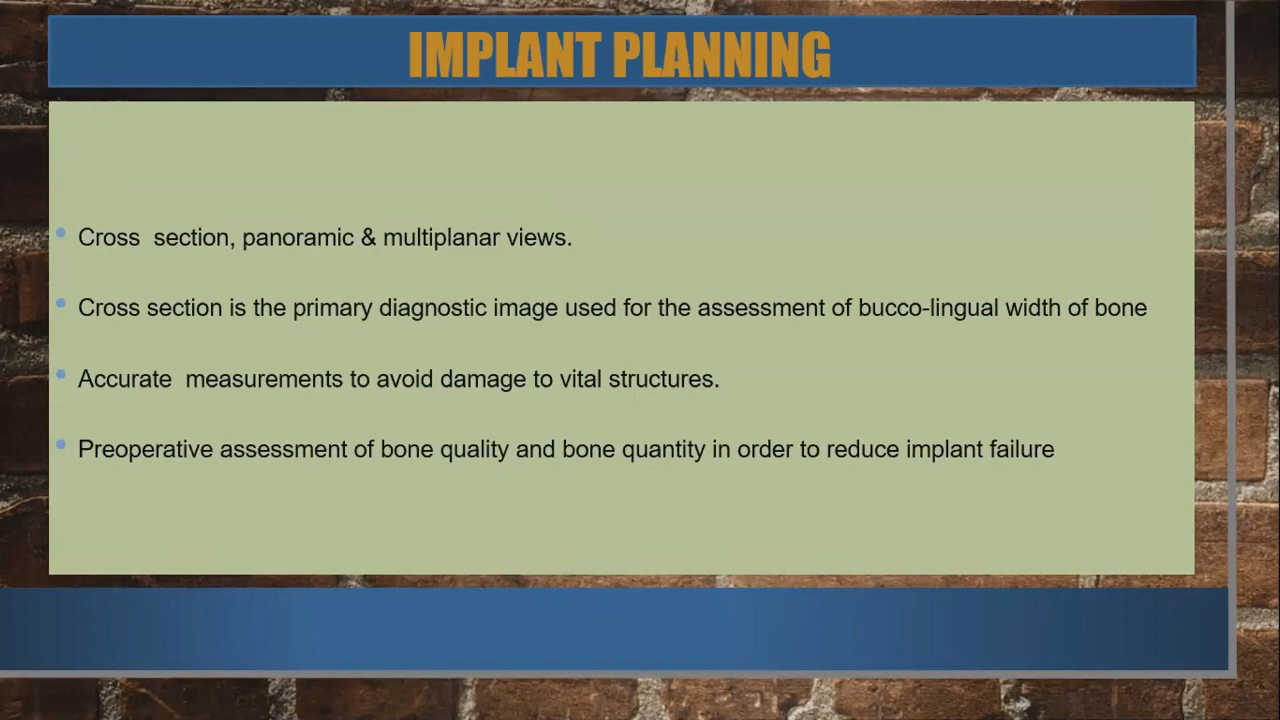 IMPLANT PLANNING
• Cross  section, panoramic & multiplanar views.
• Cross section is the primary diagnostic image used for the assessment of bucco-lingual width of bone
• Accurate  measurements to avoid damage to vital structures.
• Preoperative assessment of bone quality and bone quantity in order to reduce implant failure